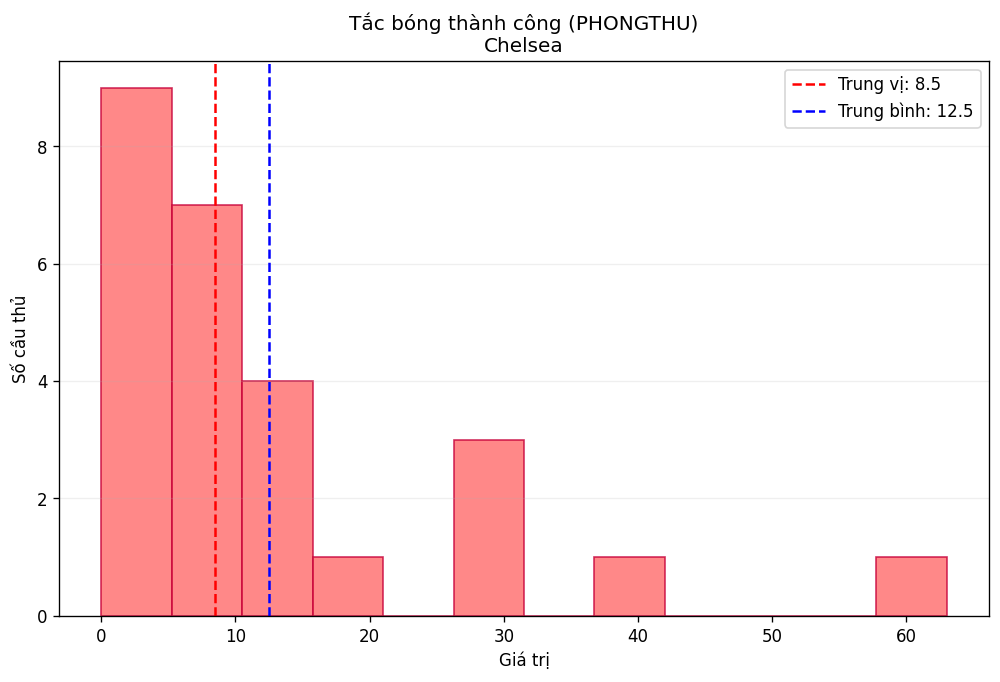 Tắc bóng thành công (PHONGTHU)
Chelsea
Trung vị: 8.5
Trung bình: 12.5
Số cầu thủ
8
6
4
2
0
0 10 20 30 40 50 60
Giá trị